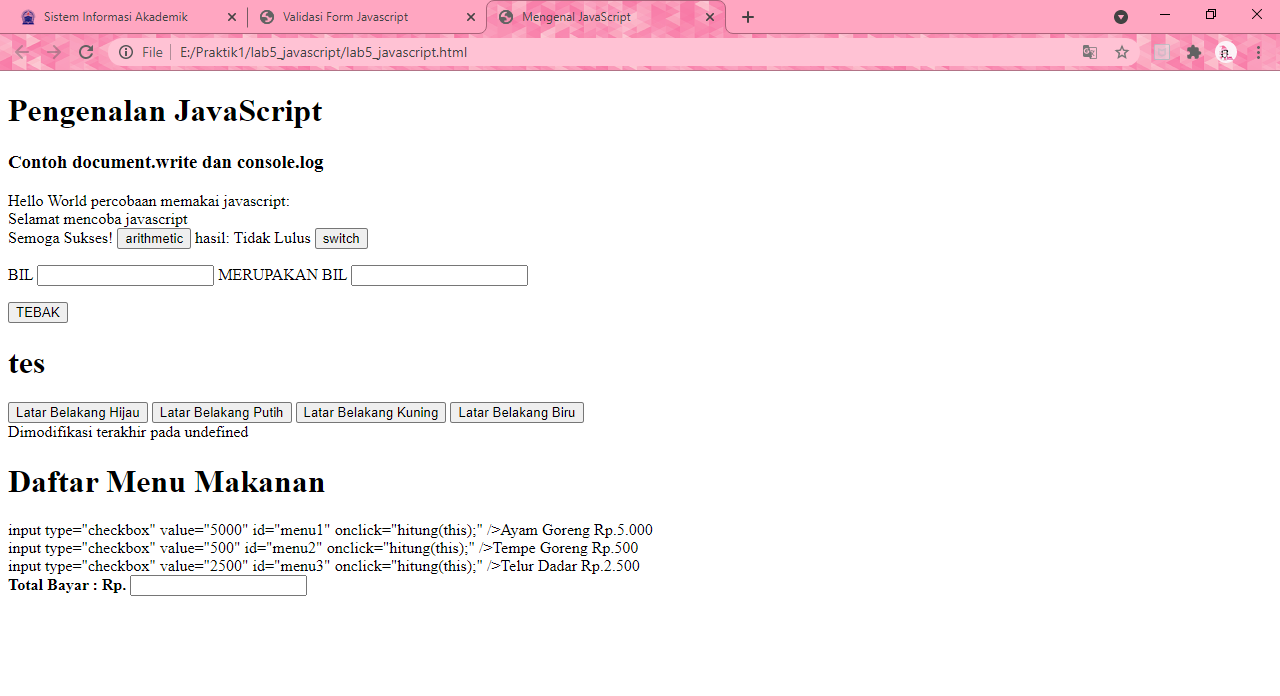 Sistem Informasi Akademik
Validasi Form Javascript
Mengenal JavaScript
File
E:/Praktik1/lab5_javascript/lab5_javascript.html
Pengenalan JavaScript
Contoh document.write dan console.log
Hello World percobaan memakai javascript:
Selamat mencoba javascript
Semoga Sukses! arithmetic hasil: Tidak Lulus switch
BIL MERUPAKAN BIL
TEBAK
tes
Latar Belakang Hijau Latar Belakang Putih Latar Belakang Kuning Latar Belakang Biru
Dimodifikasi terakhir pada undefined
Daftar Menu Makanan
input type="checkbox" value="5000" id="menu1" onclick="hitung(this);" />Ayam Goreng Rp.5.000
input type="checkbox" value="500" id="menu2" onclick="hitung(this);" />Tempe Goreng Rp.500
input type="checkbox" value="2500" id="menu3" onclick="hitung(this);" />Telur Dadar Rp.2.500
Total Bayar : Rp.